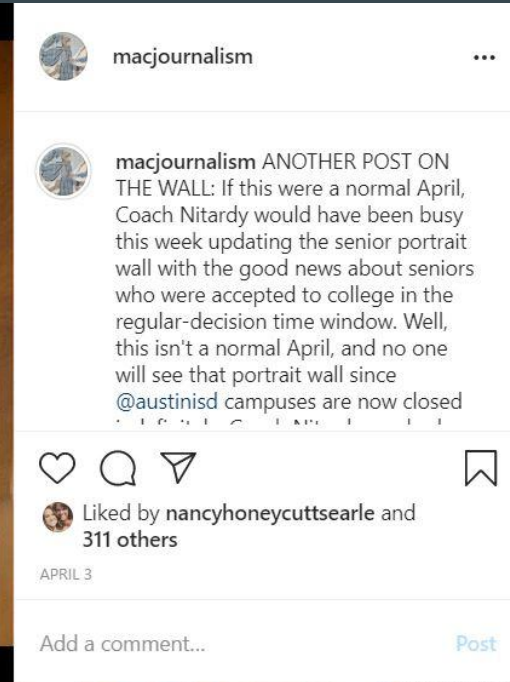 macjournalism
macjournalism ANOTHER POST ON
THE WALL: If this were a normal April,
Coach Nitardy would have been busy
this week updating the senior portrait
wall with the good news about seniors
who were accepted to college in the
regular-decision time window. Well,
this isn't a normal April, and no one
will see that portrait wall since
@austinisd campuses are now closed
Liked by nancyhoneycuttsearle and
311 others
APRIL 3
Add a comment...
Post